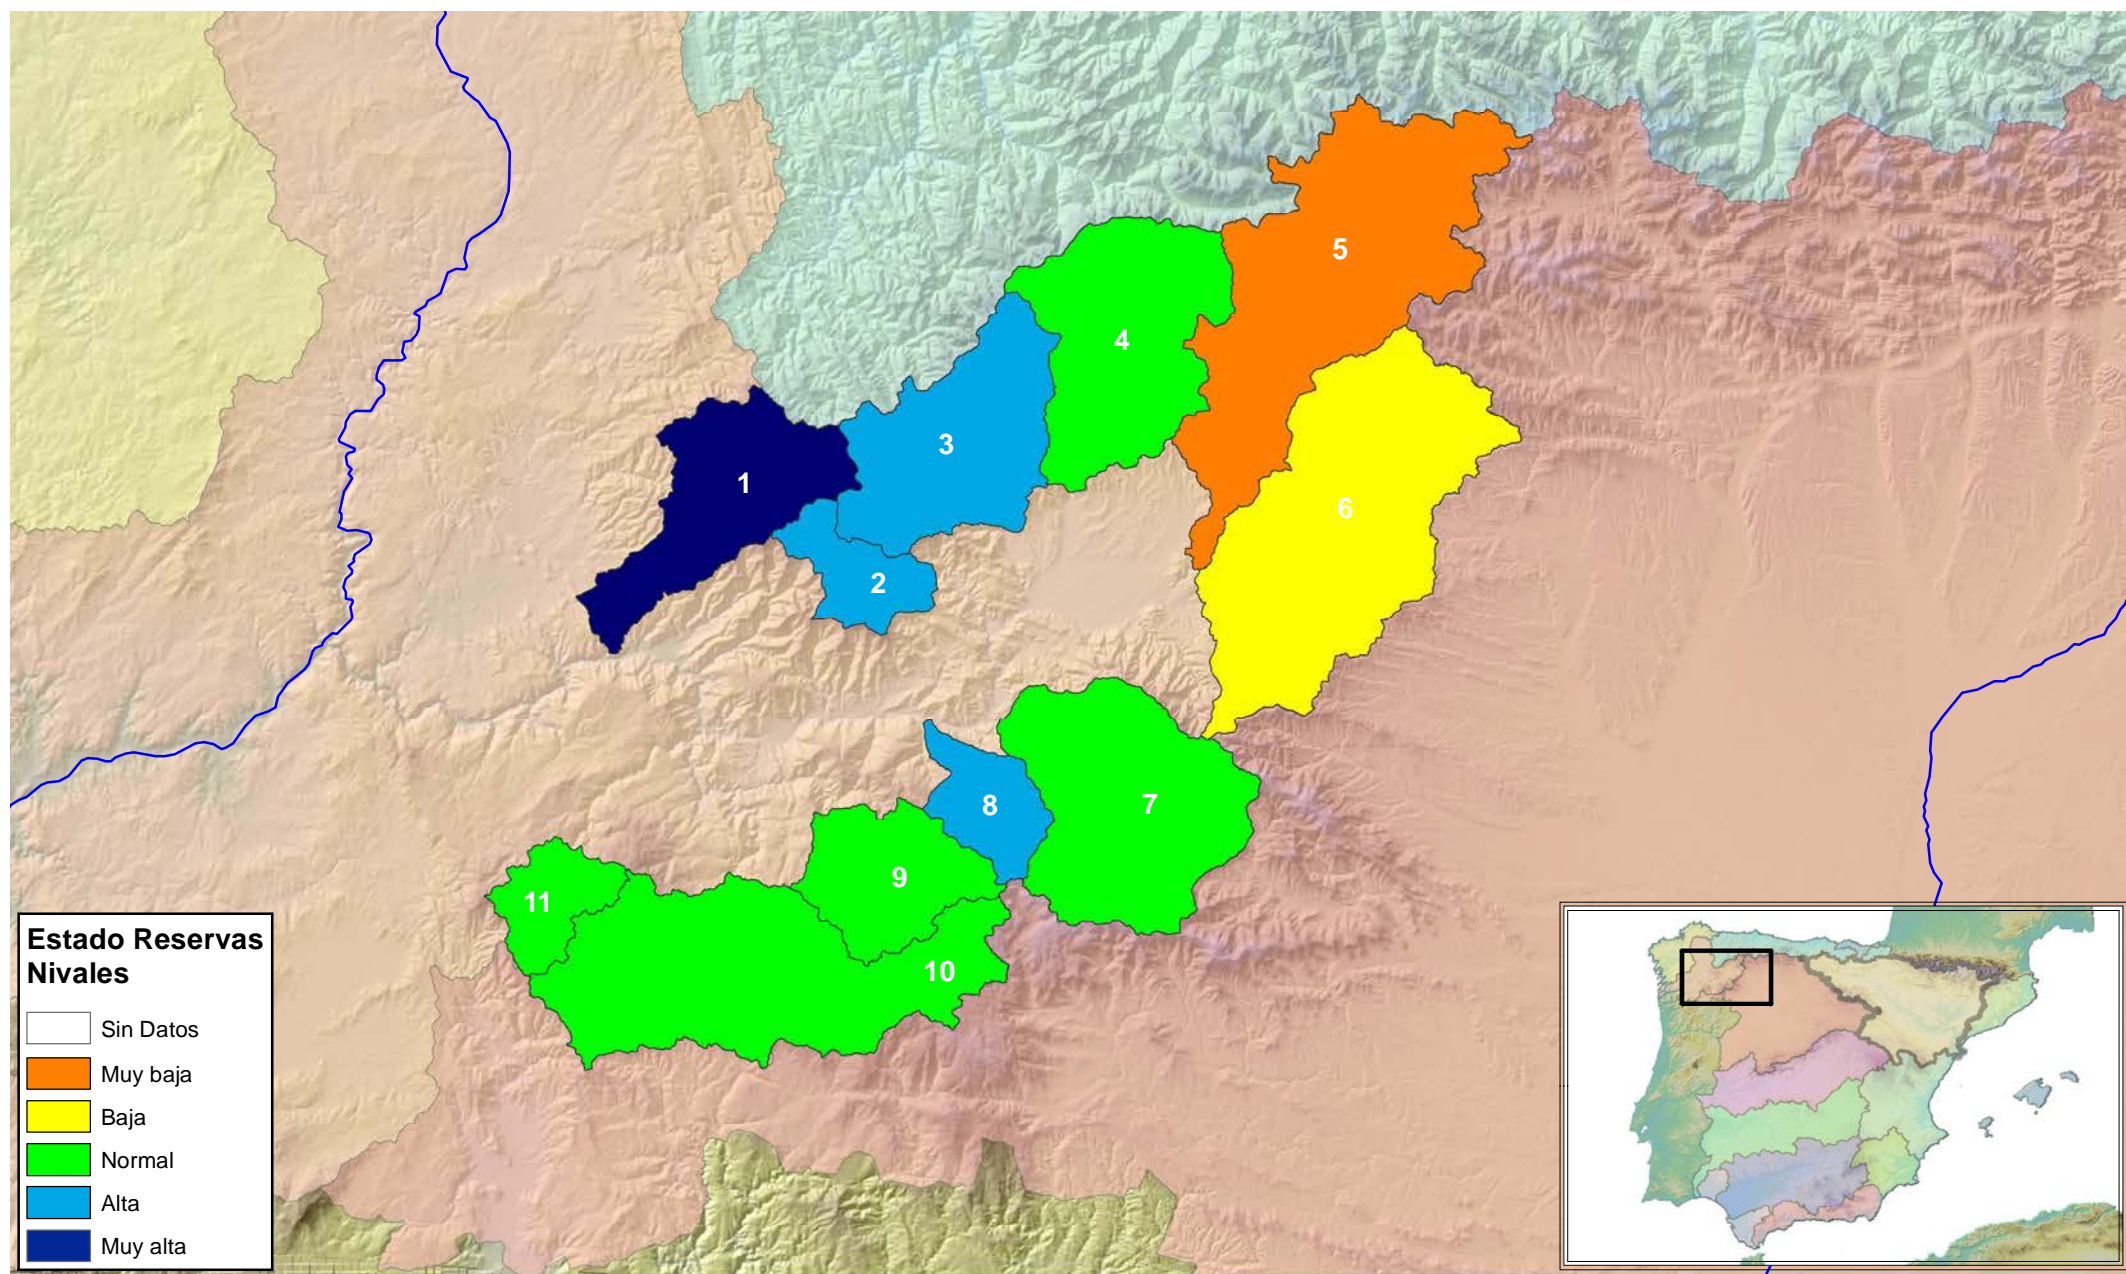 5
4
3
1
6
2
8
7
9
11
10
Estado Reservas
Nivales
Sin Datos
Muy baja
Baja
Normal
Alta
Muy alta